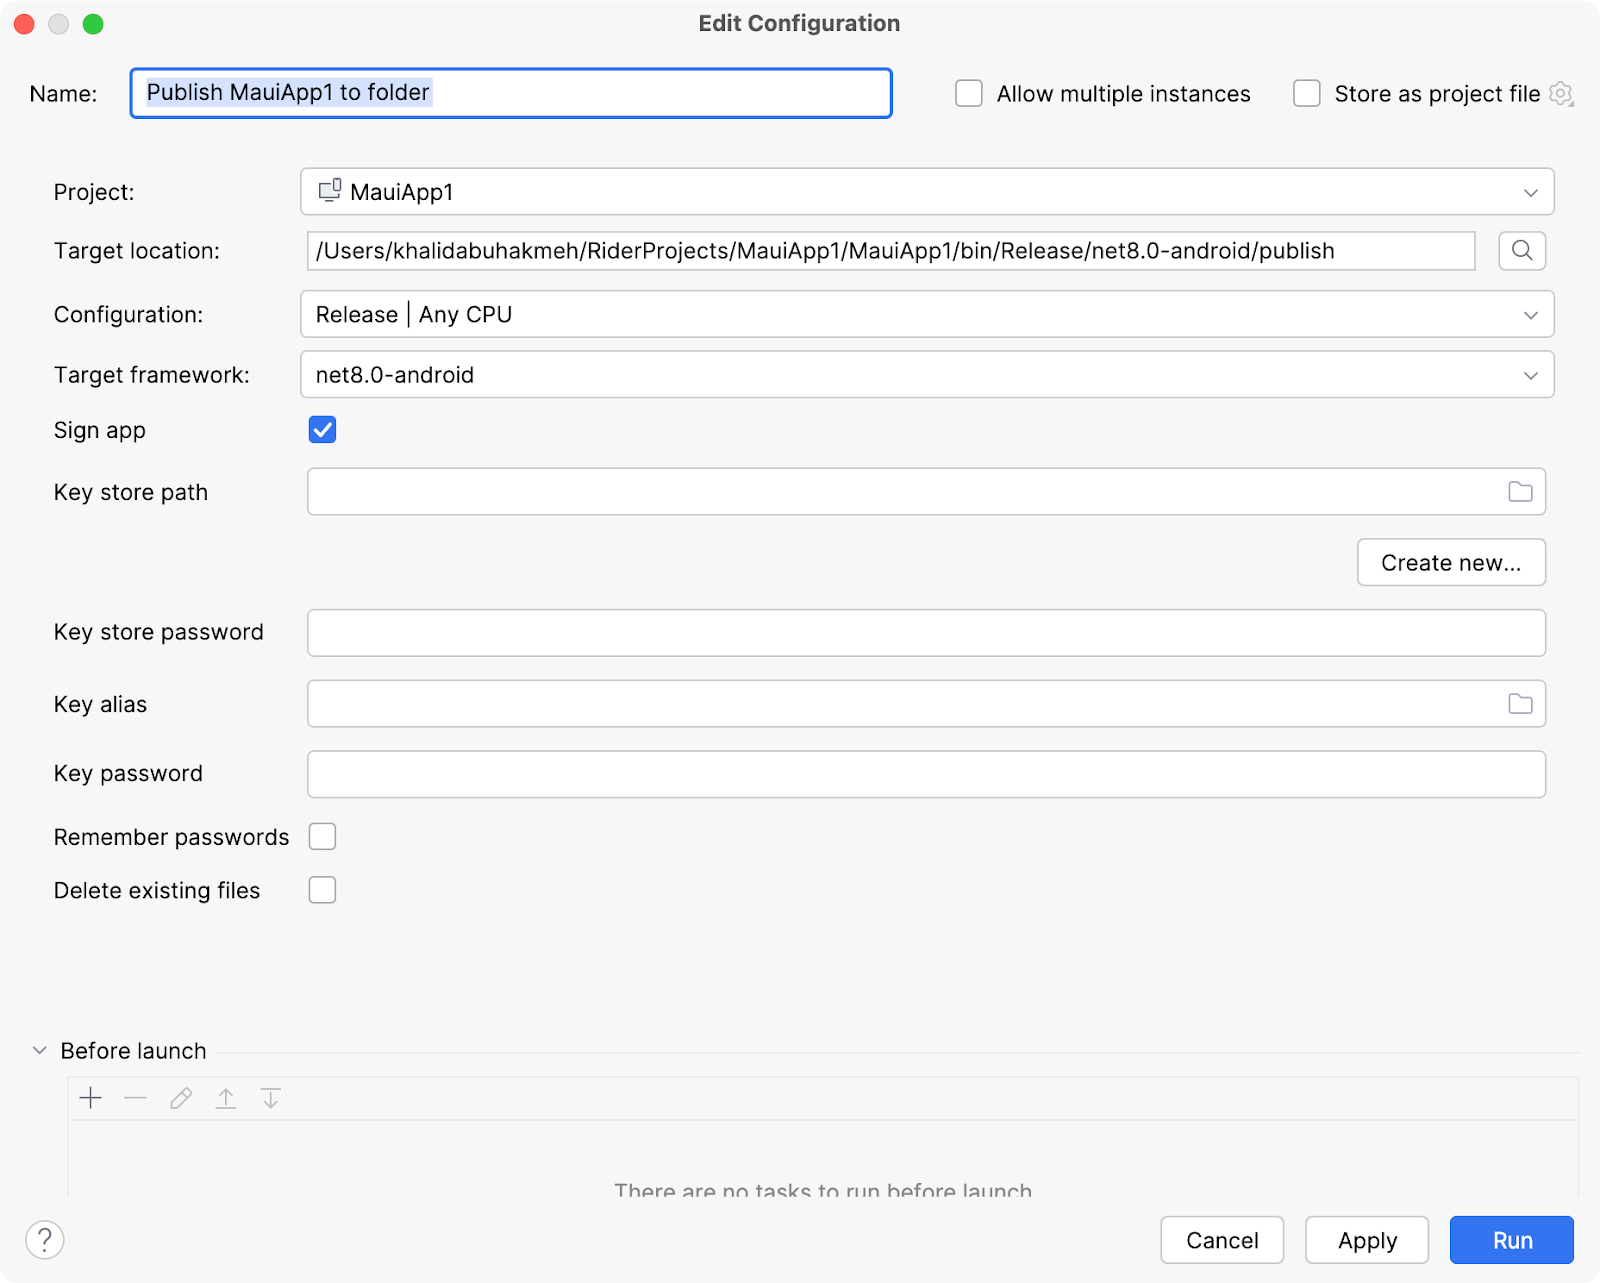 Edit Configuration
Name: Publish MauiApp1 to folder Allow multiple instances Store as project file
Project: MauiApp1
Target location: /Users/khalidabuhakmeh/RiderProjects/MauiApp1/MauiApp1/bin/Release/net8.0-android/publish
Configuration: Release | Any CPU
Target framework: net8.0-android
Sign app
Key store path
Create new...
Key store password
Key alias
Key password
Remember passwords
Delete existing files
Before launch
There are no tasks to run before launch
? Cancel Apply Run